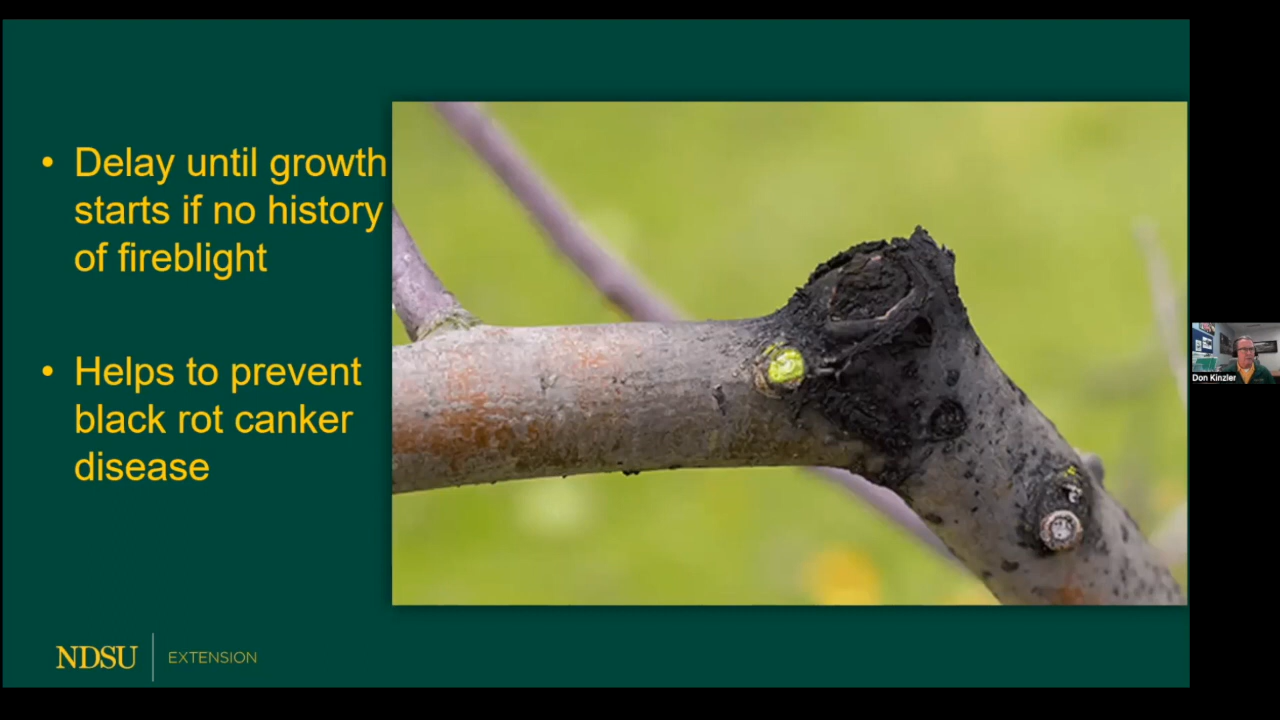 • Delay until growth
starts if no history
of fireblight
• Helps to prevent
black rot canker
disease
NDSU EXTENSION
Don Kinzler